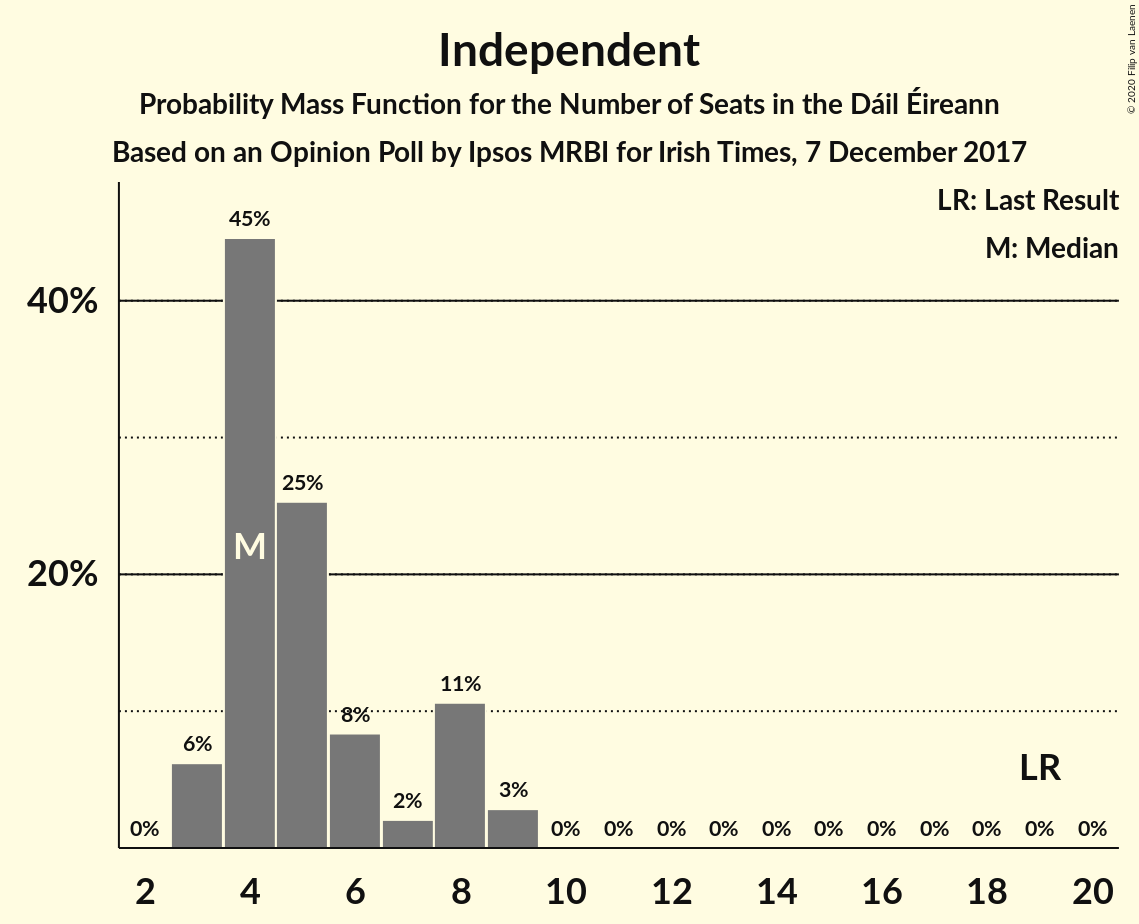 Independent
Probability Mass Function for the Number of Seats in the Dáil Éireann
Based on an Opinion Poll by Ipsos MRBI for Irish Times, 7 December 2017
© 2020 Filip van Laenen
LR: Last Result
M: Median
40%
20%
0%
6%
45%
25%
8%
2%
11%
3%
0%
0%
0%
0%
0%
0%
0%
0%
0%
0%
0%
M
LR
2 4 6 8 10 12 14 16 18 20